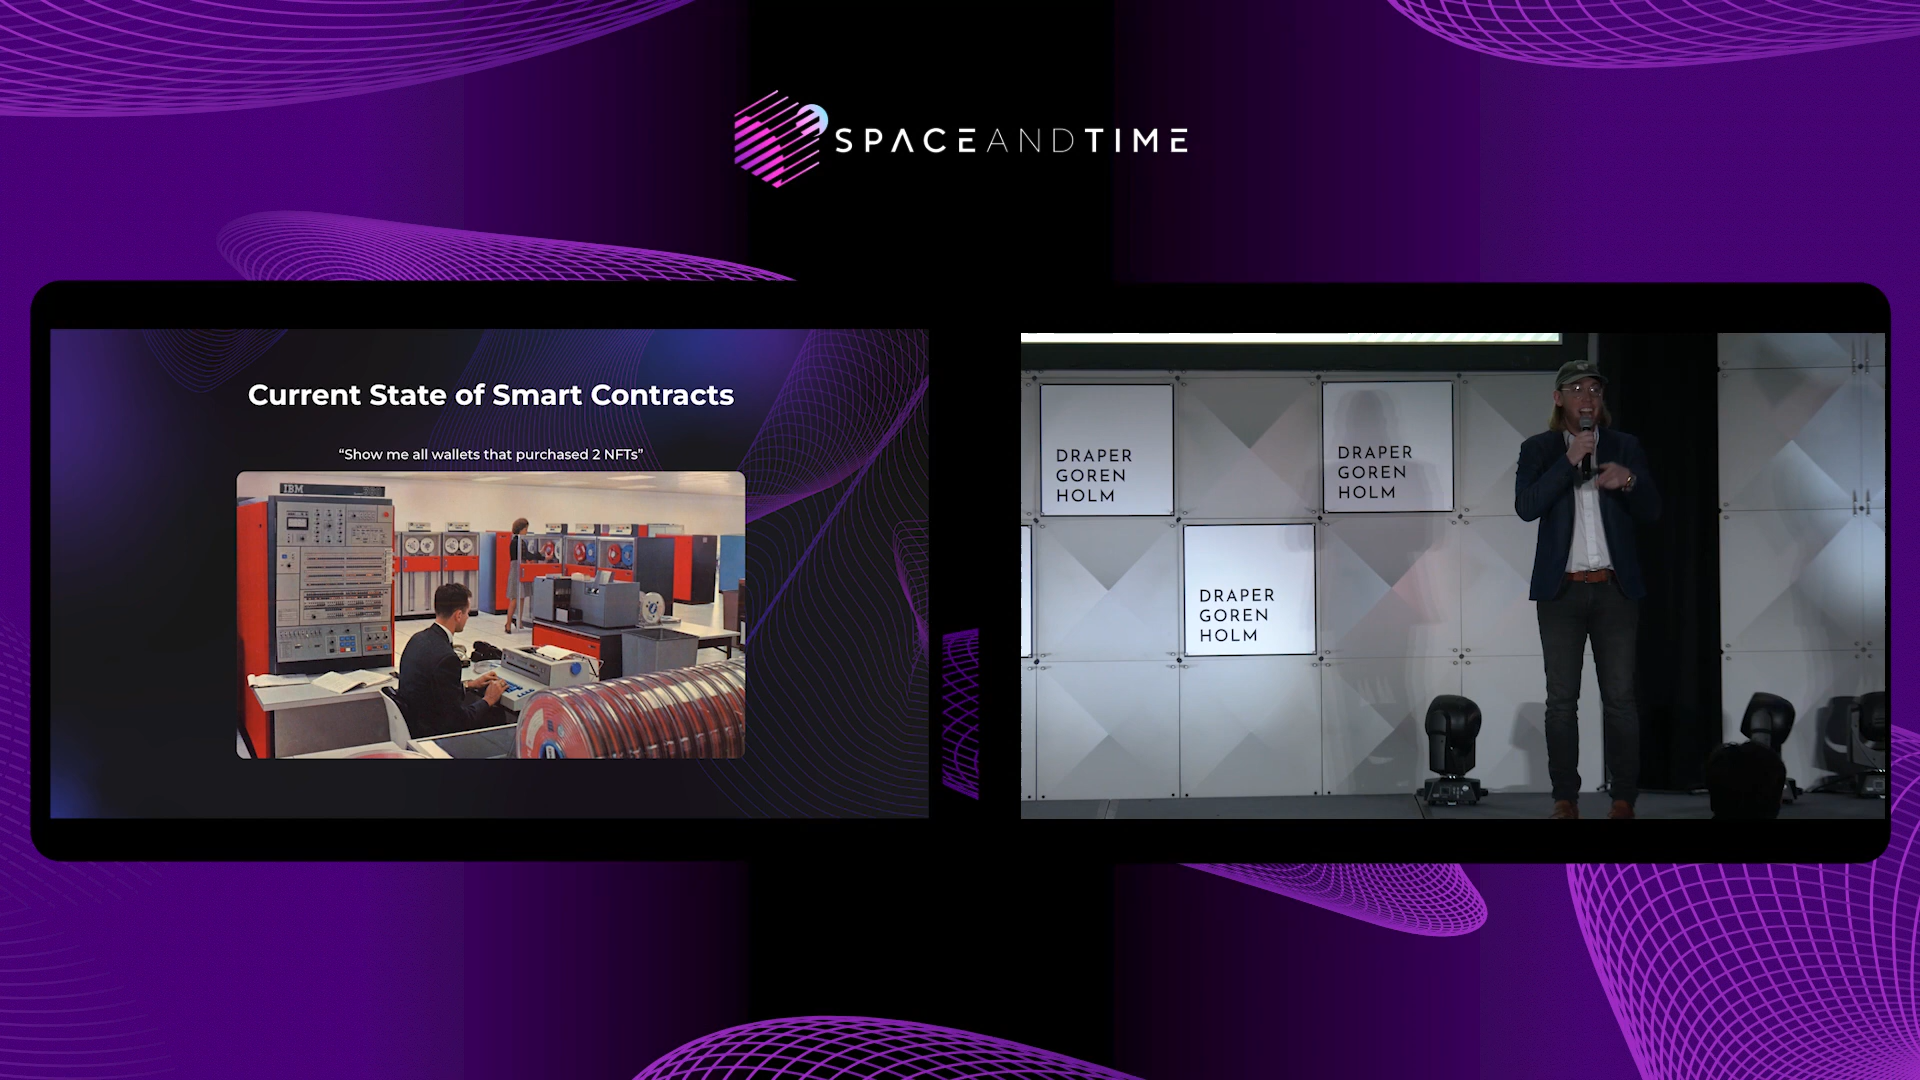 SPACEANDTIME
Current State of Smart Contracts
“Show me all wallets that purchased 2 NFTs”
IBM
DRAPER
GOREN
HOLM
DRAPER
GOREN
HOLM
DRAPER
GOREN
HOLM